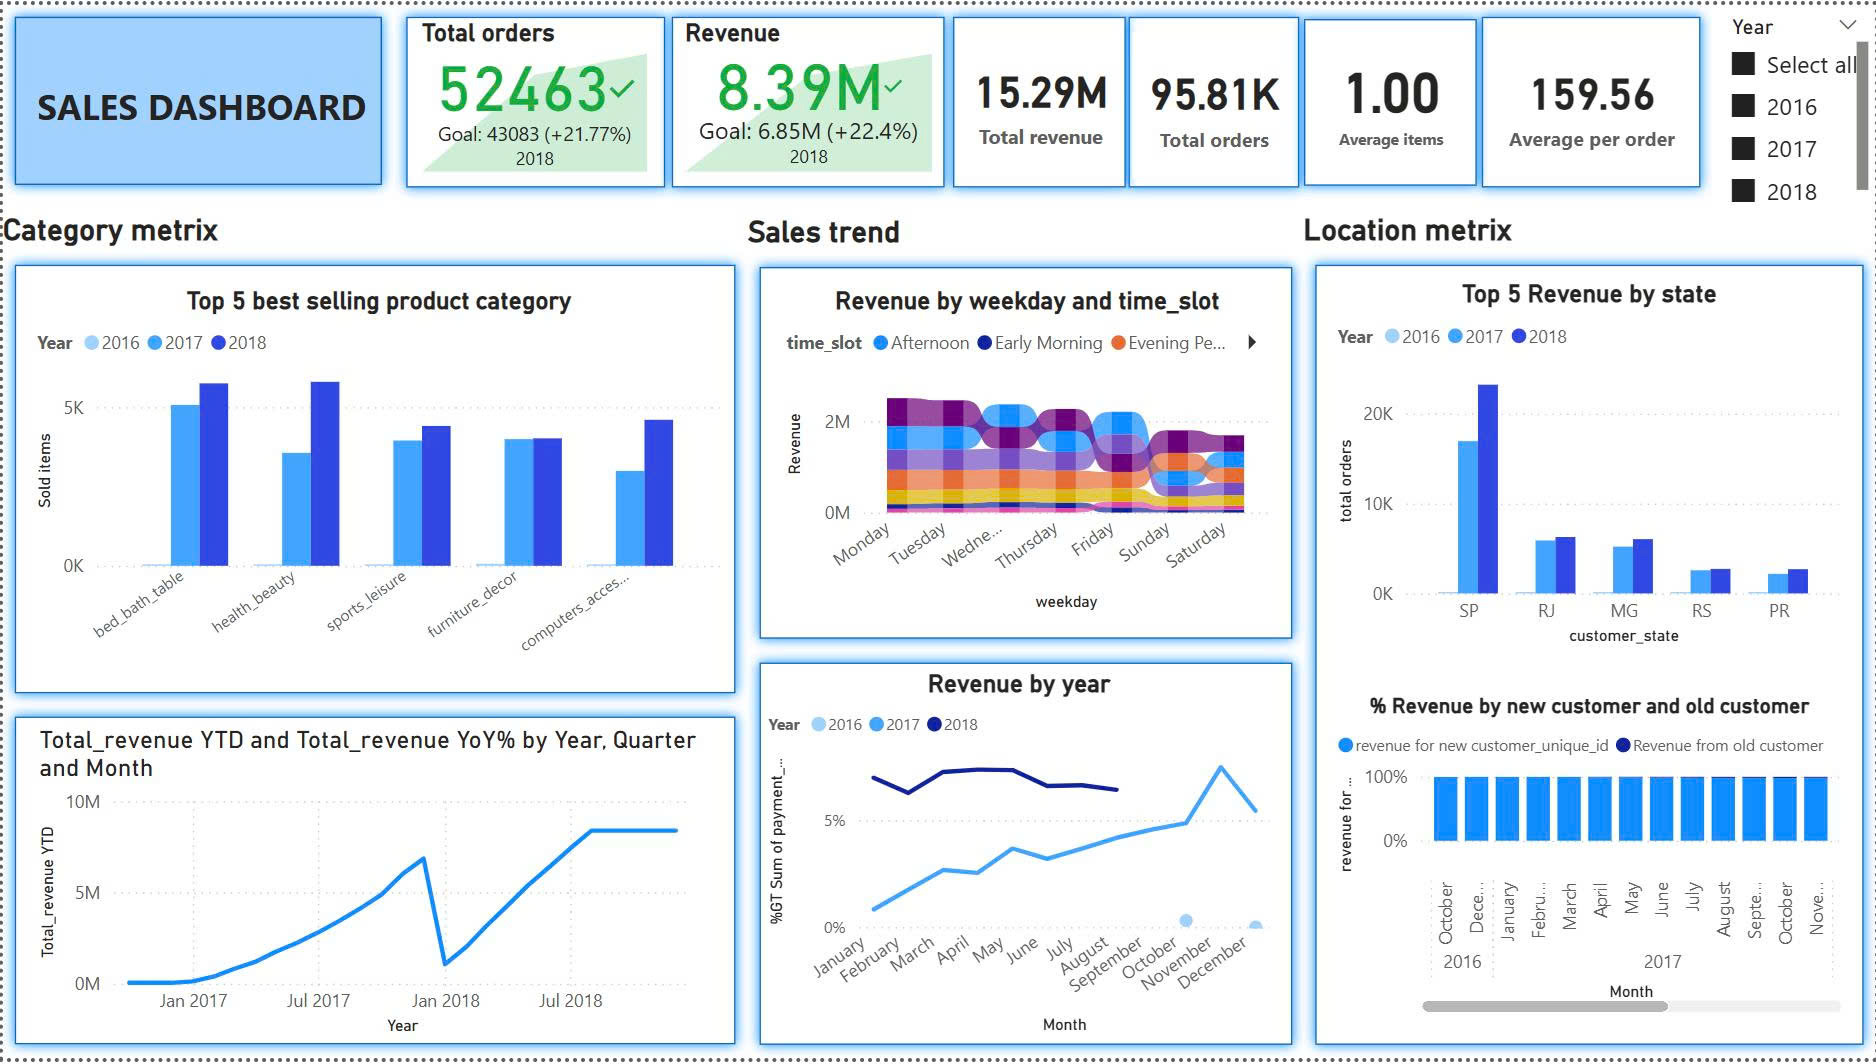 SALES DASHBOARD
Total orders
52463
Goal: 43083 (+21.77%)
2018
Revenue
8.39M
Goal: 6.85M (+22.4%)
2018
15.29M
Total revenue
95.81K
Total orders
1.00
Average items
159.56
Average per order
Year
Select all
2016
2017
2018
Category metrix
Top 5 best selling product category
Year 2016 2017 2018
Sold items
5K
0K
bed_bath_table
health_beauty
sports_leisure
furniture_decor
computers_acces...
Total_revenue YTD and Total_revenue YoY% by Year, Quarter
and Month
Total_revenue YTD
10M
5M
0M
Jan 2017 Jul 2017 Jan 2018 Jul 2018
Year
Sales trend
Revenue by weekday and time_slot
time_slot Afternoon Early Morning Evening Pe...
Revenue
2M
0M
Monday
Tuesday
Wedne...
Thursday
Friday
Sunday
Saturday
weekday
Revenue by year
Year 2016 2017 2018
%GT Sum of payment_...
5%
0%
January
February
March
April
May
June
July
August
September
October
November
December
Month
Location metrix
Top 5 Revenue by state
Year 2016 2017 2018
total orders
20K
10K
0K
SP RJ MG RS PR
customer_state
% Revenue by new customer and old customer
revenue for new customer_unique_id Revenue from old customer
revenue for ...
100%
0%
October
Dece...
January
Febru...
March
April
May
June
July
August
Septe...
October
Nove...
2016 2017
Month